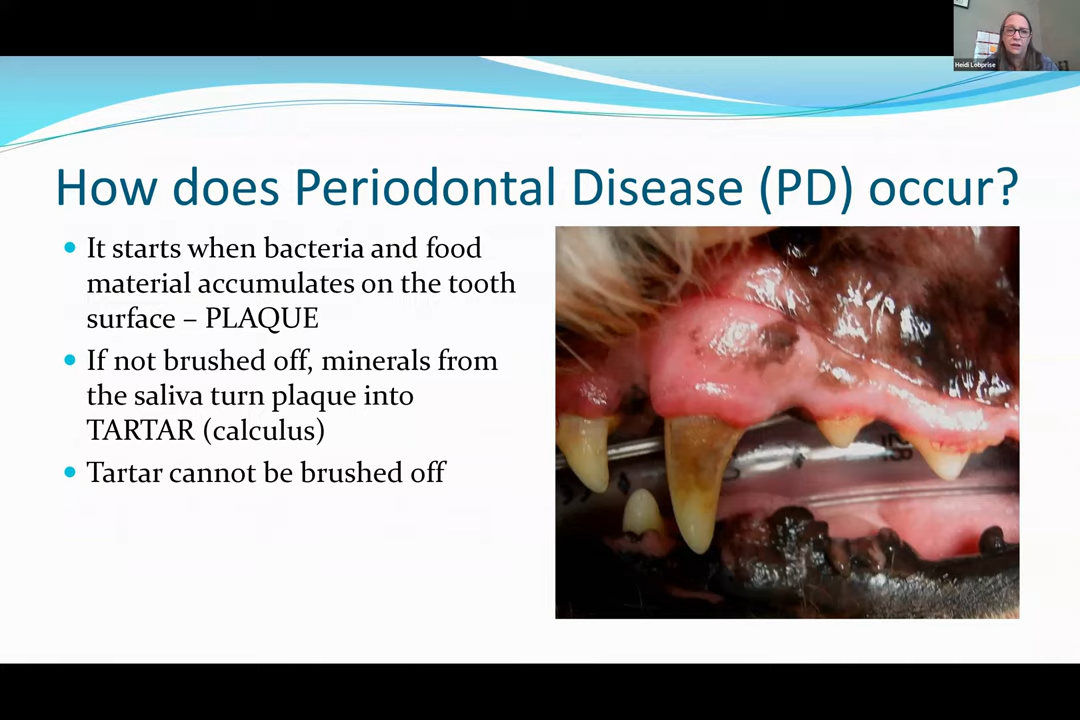 Heidi Lobprise
How does Periodontal Disease (PD) occur?
It starts when bacteria and food
material accumulates on the tooth
surface – PLAQUE
If not brushed off, minerals from
the saliva turn plaque into
TARTAR (calculus)
Tartar cannot be brushed off